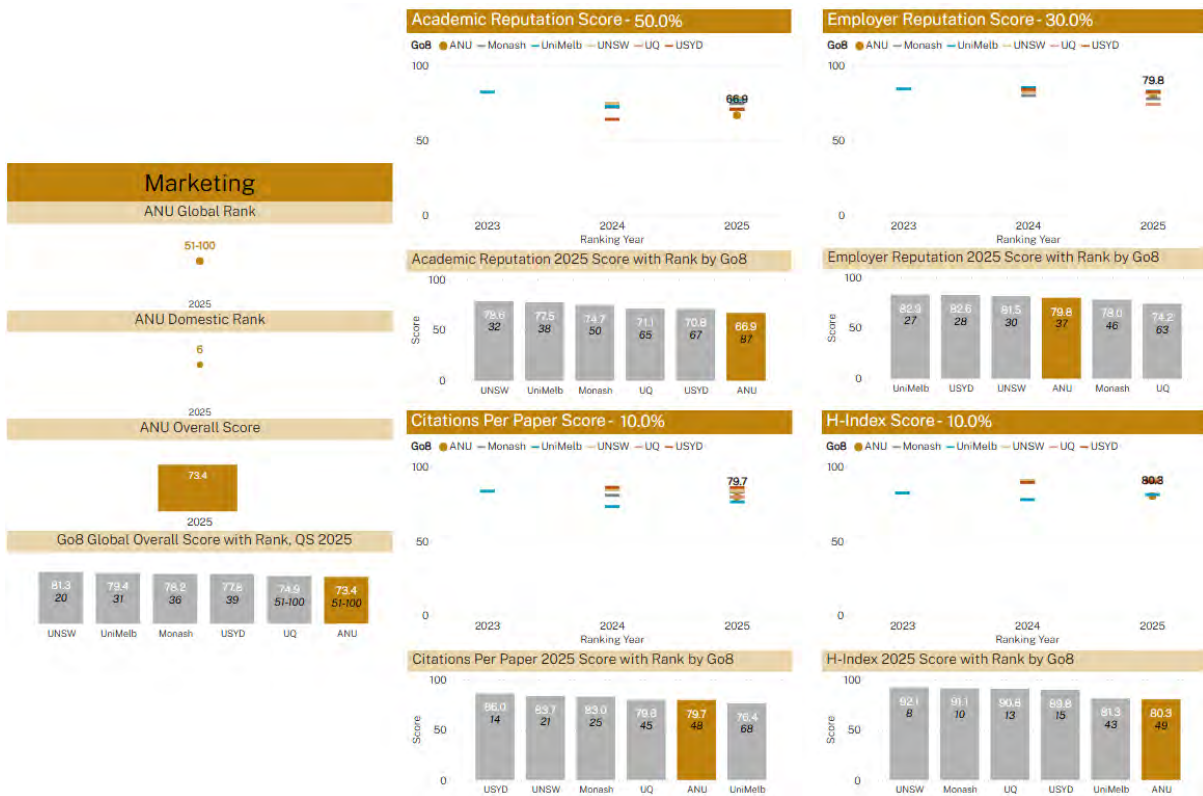 Marketing
ANU Global Rank
51-100
2025
ANU Domestic Rank
6
2025
ANU Overall Score
73.4
2025
Go8 Global Overall Score with Rank, QS 2025
81.3 79.4 78.2 77.8 74.9 73.4
20 31 36 39 51-100 51-100
UNSW UniMelb Monash USYD UQ ANU
Academic Reputation Score - 50.0%
Go8 ANU Monash UniMelb UNSW UQ USYD
100
66.9
50
0
2023 2024 2025
Ranking Year
Academic Reputation 2025 Score with Rank by Go8
100
Score
50
0
78.6 77.5 74.7 71.1 70.8 66.9
32 38 50 65 67 87
UNSW UniMelb Monash UQ USYD ANU
Employer Reputation Score - 30.0%
Go8 ANU Monash UniMelb UNSW UQ USYD
100
79.8
50
0
2023 2024 2025
Ranking Year
Employer Reputation 2025 Score with Rank by Go8
100
Score
50
0
82.9 82.6 81.5 79.8 78.0 74.2
27 28 30 37 46 63
UniMelb USYD UNSW ANU Monash UQ
Citations Per Paper Score - 10.0%
Go8 ANU Monash UniMelb UNSW UQ USYD
100
79.7
50
0
2023 2024 2025
Ranking Year
Citations Per Paper 2025 Score with Rank by Go8
100
Score
50
0
86.0 83.7 83.0 79.8 79.7 76.4
14 21 25 45 48 68
USYD UNSW Monash UQ ANU UniMelb
H-Index Score - 10.0%
Go8 ANU Monash UniMelb UNSW UQ USYD
100
80.3
50
0
2023 2024 2025
Ranking Year
H-Index 2025 Score with Rank by Go8
100
Score
50
0
92.1 91.1 90.8 89.8 81.3 80.3
8 10 13 15 43 49
UNSW Monash UQ USYD UniMelb ANU